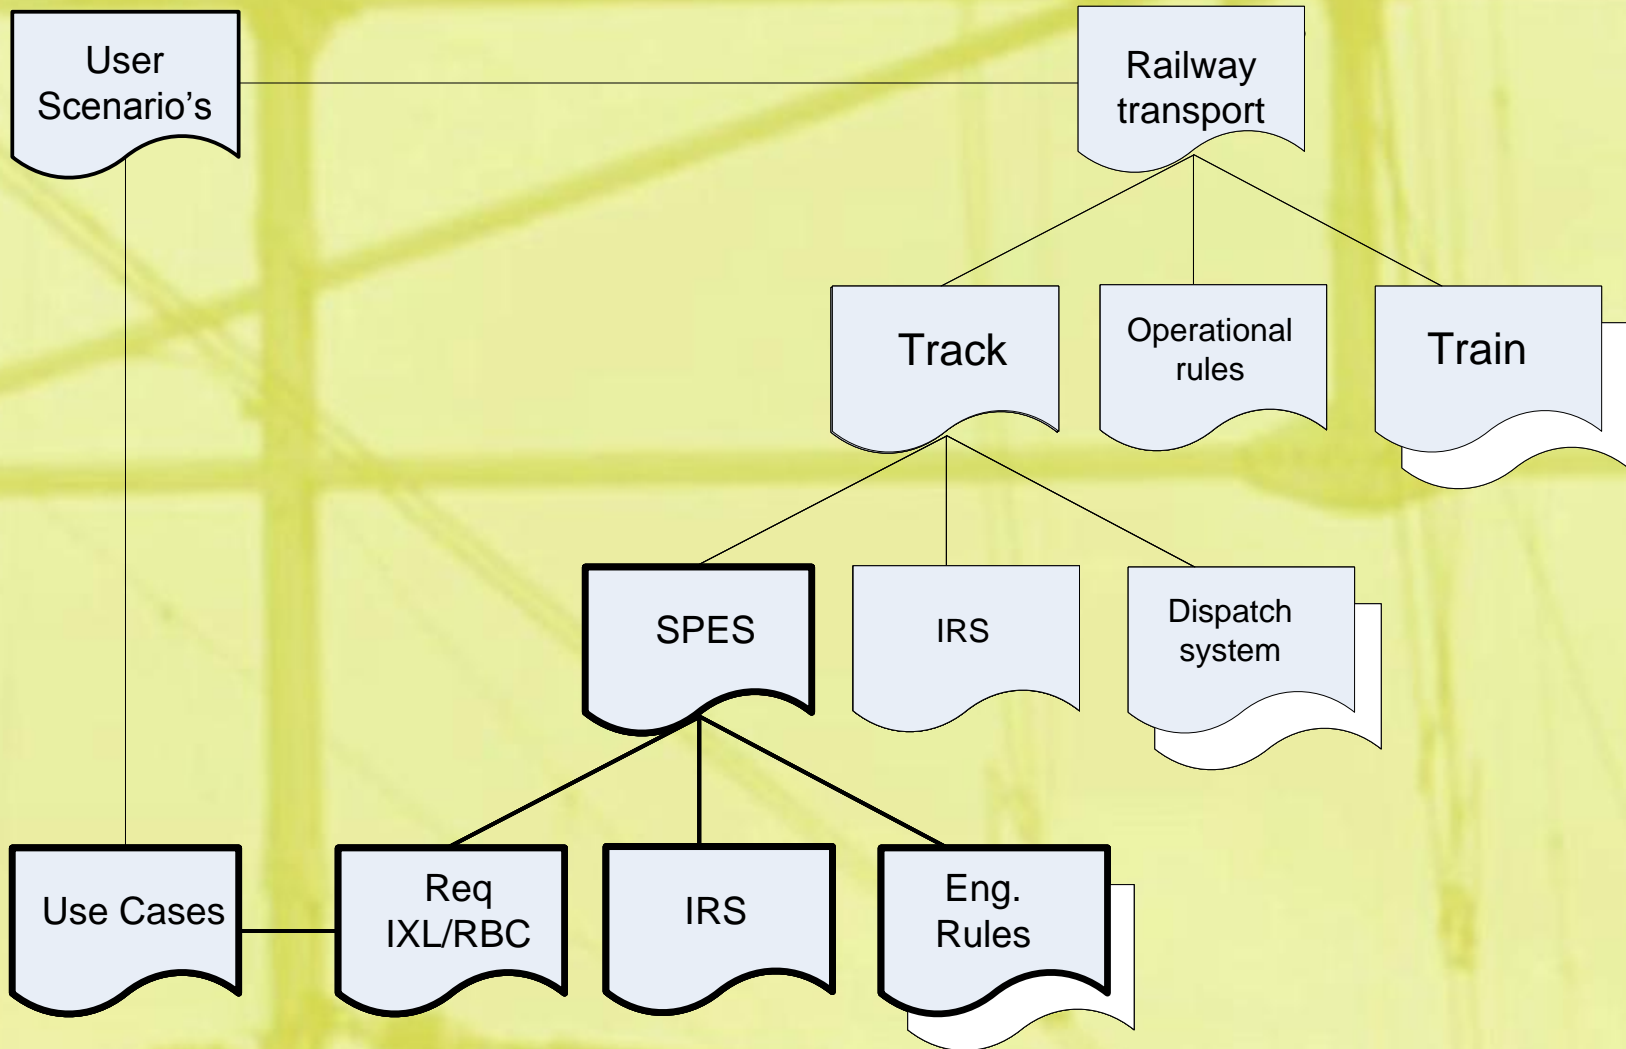 User
Scenario's
Railway
transport
Track
Operational
rules
Train
SPES
IRS
Dispatch
system
Use Cases
Req
IXL/RBC
IRS
Eng.
Rules